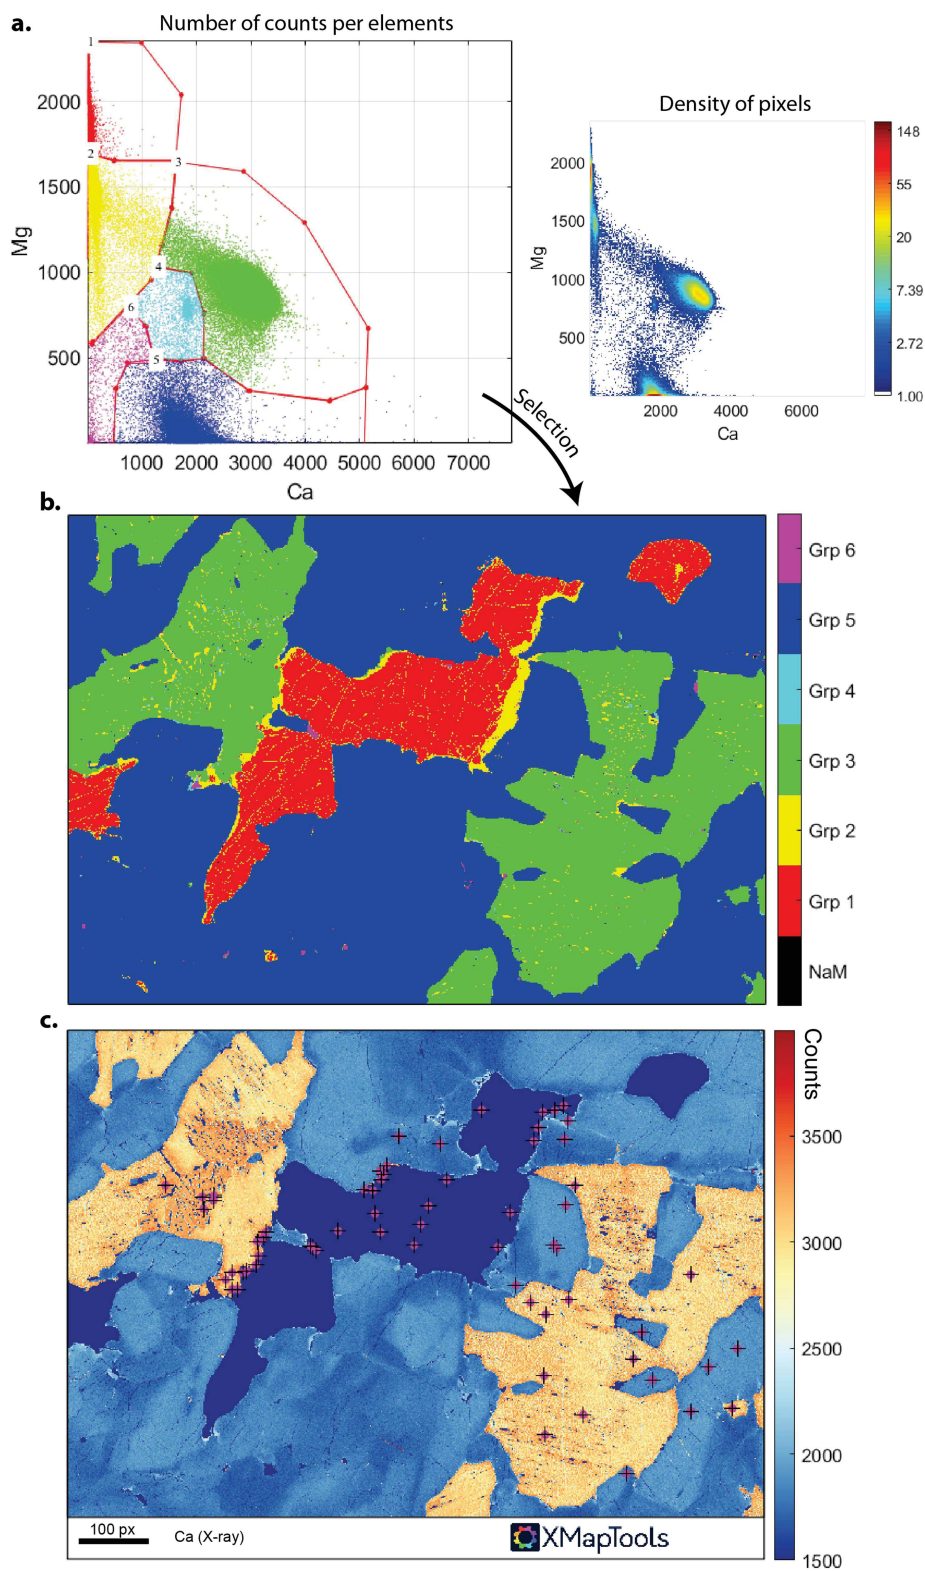 a.
Number of counts per elements
1
2
3
4
5
6
2000
1500
1000
500
Mg
1000 2000 3000 4000 5000 6000 7000
Ca
Density of pixels
2000
1500
1000
500
Mg
2000 4000 6000
Ca
148
55
20
7.39
2.72
1.00
Selection
b.
Grp 6
Grp 5
Grp 4
Grp 3
Grp 2
Grp 1
NaM
c.
Counts
3500
3000
2500
2000
1500
100 px
Ca (X-ray)
XMapTools